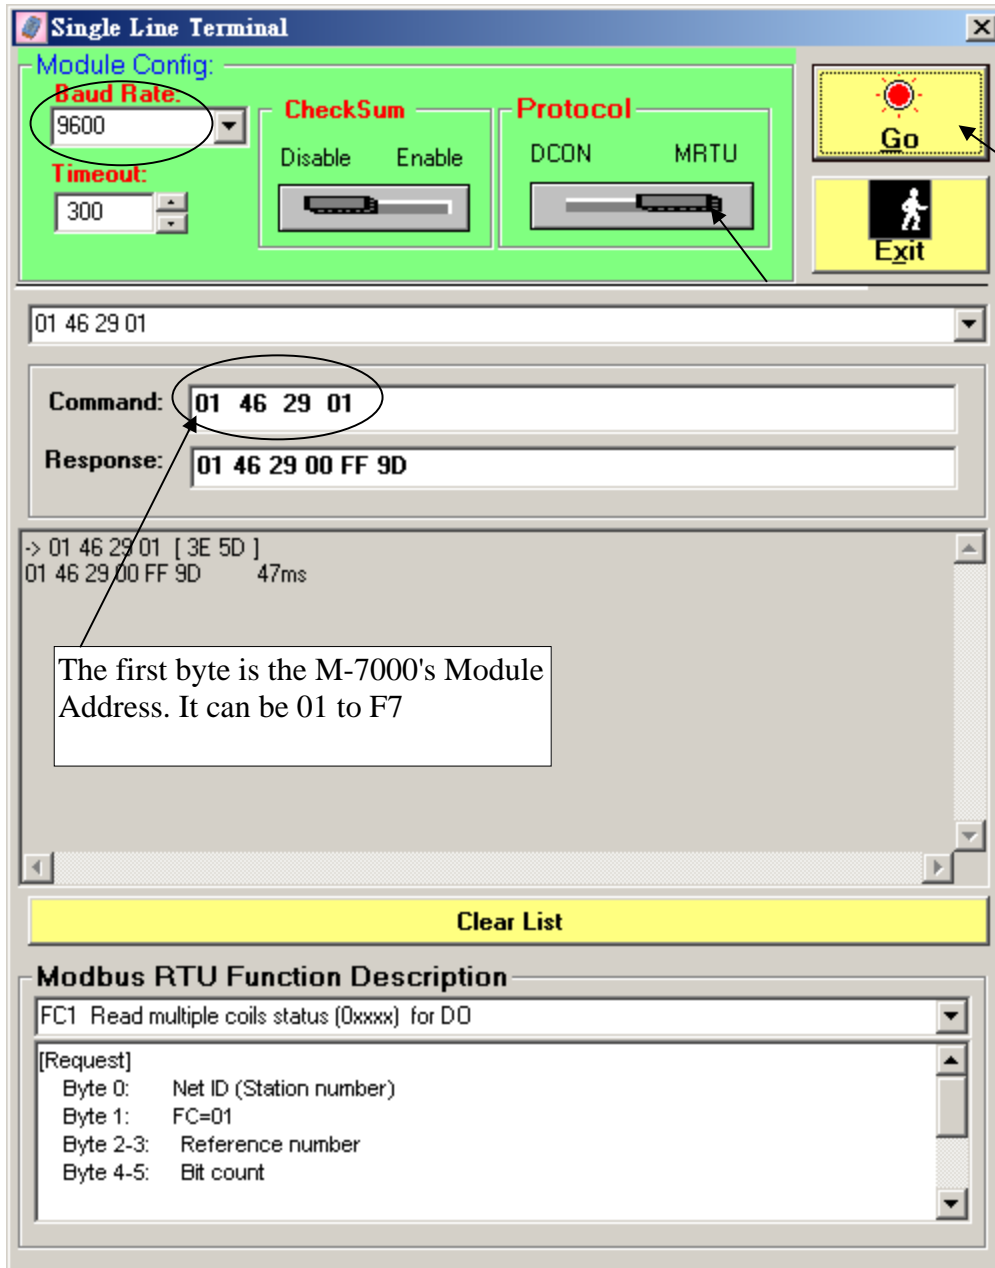 Single Line Terminal
Module Config:
Baud Rate:
9600
Timeout:
300
CheckSum
Disable Enable
Protocol
DCON MRTU
Go
Exit
01 46 29 01
Command: 01 46 29 01
Response: 01 46 29 00 FF 9D
-> 01 46 29 01 [ 3E 5D ]
01 46 29 00 FF 9D 47ms
The first byte is the M-7000's Module
Address. It can be 01 to F7
Clear List
Modbus RTU Function Description
FC1 Read multiple coils status (0xxxx) for DO
[Request]
Byte 0: Net ID (Station number)
Byte 1: FC=01
Byte 2-3: Reference number
Byte 4-5: Bit count